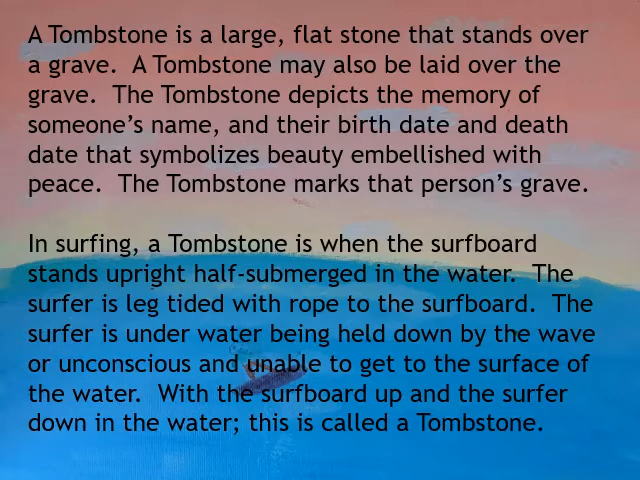 A Tombstone is a large, flat stone that stands over
a grave.  A Tombstone may also be laid over the
grave.  The Tombstone depicts the memory of
someone’s name, and their birth date and death
date that symbolizes beauty embellished with
peace.  The Tombstone marks that person’s grave.
In surfing, a Tombstone is when the surfboard
stands upright half-submerged in the water.  The
surfer is leg tided with rope to the surfboard.  The
surfer is under water being held down by the wave
or unconscious and unable to get to the surface of
the water.  With the surfboard up and the surfer
down in the water; this is called a Tombstone.